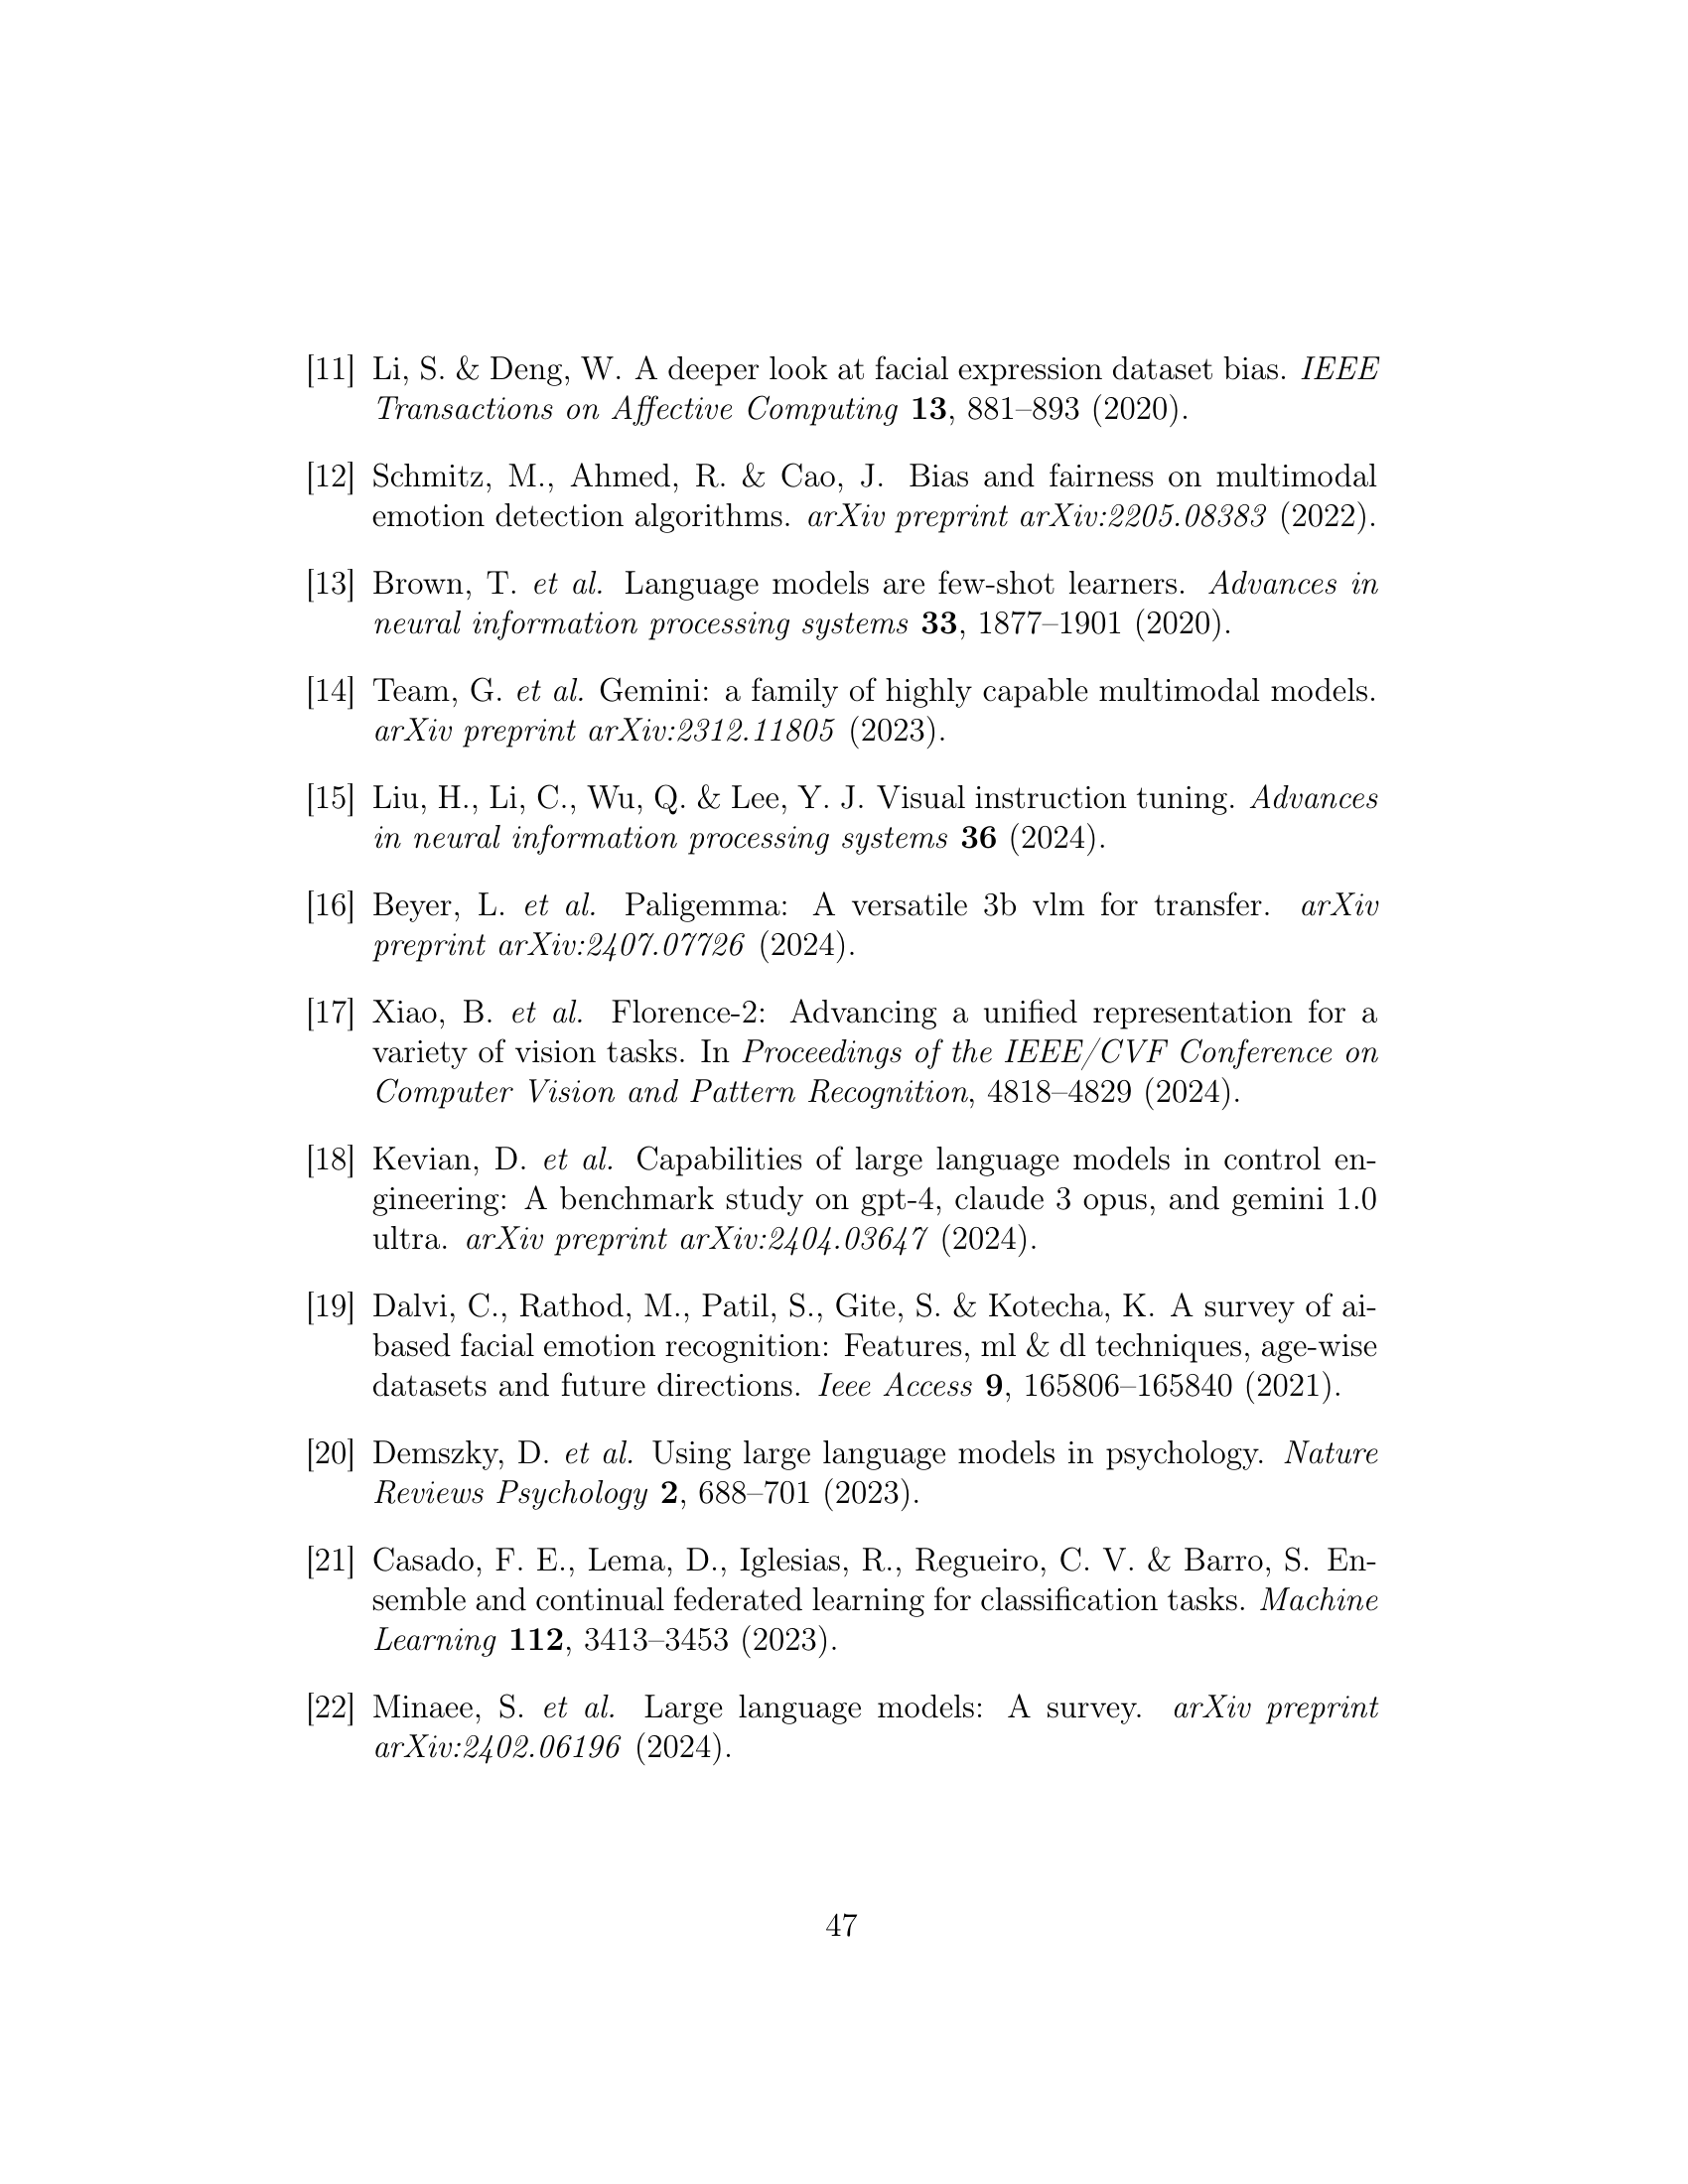 [11] Li, S. & Deng, W. A deeper look at facial expression dataset bias. IEEE
Transactions on Affective Computing 13, 881–893 (2020).
[12] Schmitz, M., Ahmed, R. & Cao, J. Bias and fairness on multimodal
emotion detection algorithms. arXiv preprint arXiv:2205.08383 (2022).
[13] Brown, T. et al. Language models are few-shot learners. Advances in
neural information processing systems 33, 1877–1901 (2020).
[14] Team, G. et al. Gemini: a family of highly capable multimodal models.
arXiv preprint arXiv:2312.11805 (2023).
[15] Liu, H., Li, C., Wu, Q. & Lee, Y. J. Visual instruction tuning. Advances
in neural information processing systems 36 (2024).
[16] Beyer, L. et al. Paligemma: A versatile 3b vlm for transfer. arXiv
preprint arXiv:2407.07726 (2024).
[17] Xiao, B. et al. Florence-2: Advancing a unified representation for a
variety of vision tasks. In Proceedings of the IEEE/CVF Conference on
Computer Vision and Pattern Recognition, 4818–4829 (2024).
[18] Kevian, D. et al. Capabilities of large language models in control en-
gineering: A benchmark study on gpt-4, claude 3 opus, and gemini 1.0
ultra. arXiv preprint arXiv:2404.03647 (2024).
[19] Dalvi, C., Rathod, M., Patil, S., Gite, S. & Kotecha, K. A survey of ai-
based facial emotion recognition: Features, ml & dl techniques, age-wise
datasets and future directions. Ieee Access 9, 165806–165840 (2021).
[20] Demszky, D. et al. Using large language models in psychology. Nature
Reviews Psychology 2, 688–701 (2023).
[21] Casado, F. E., Lema, D., Iglesias, R., Regueiro, C. V. & Barro, S. En-
semble and continual federated learning for classification tasks. Machine
Learning 112, 3413–3453 (2023).
[22] Minaee, S. et al. Large language models: A survey. arXiv preprint
arXiv:2402.06196 (2024).
47